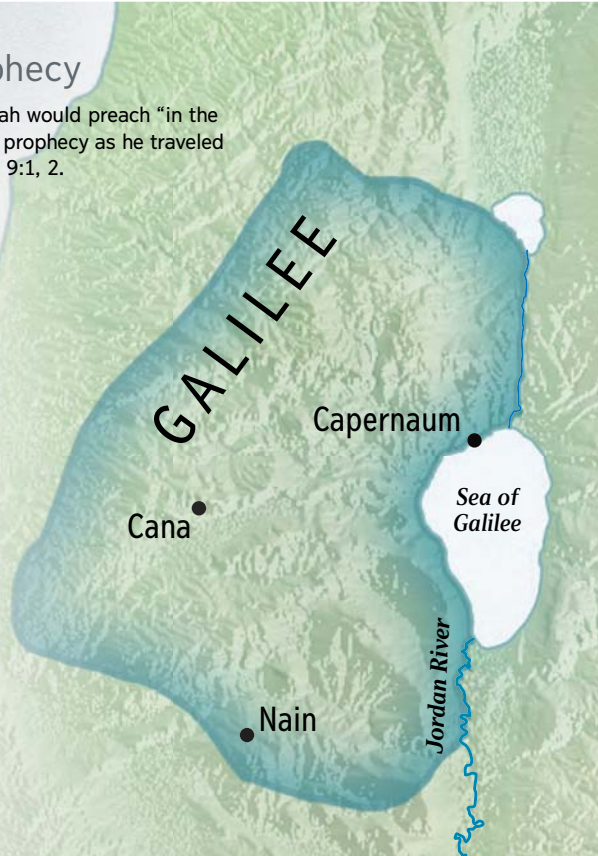 phecy
ah would preach “in the
prophecy as he traveled
9:1, 2.
GALILEE
Capernaum
Sea of
Galilee
Cana
Jordan River
Nain